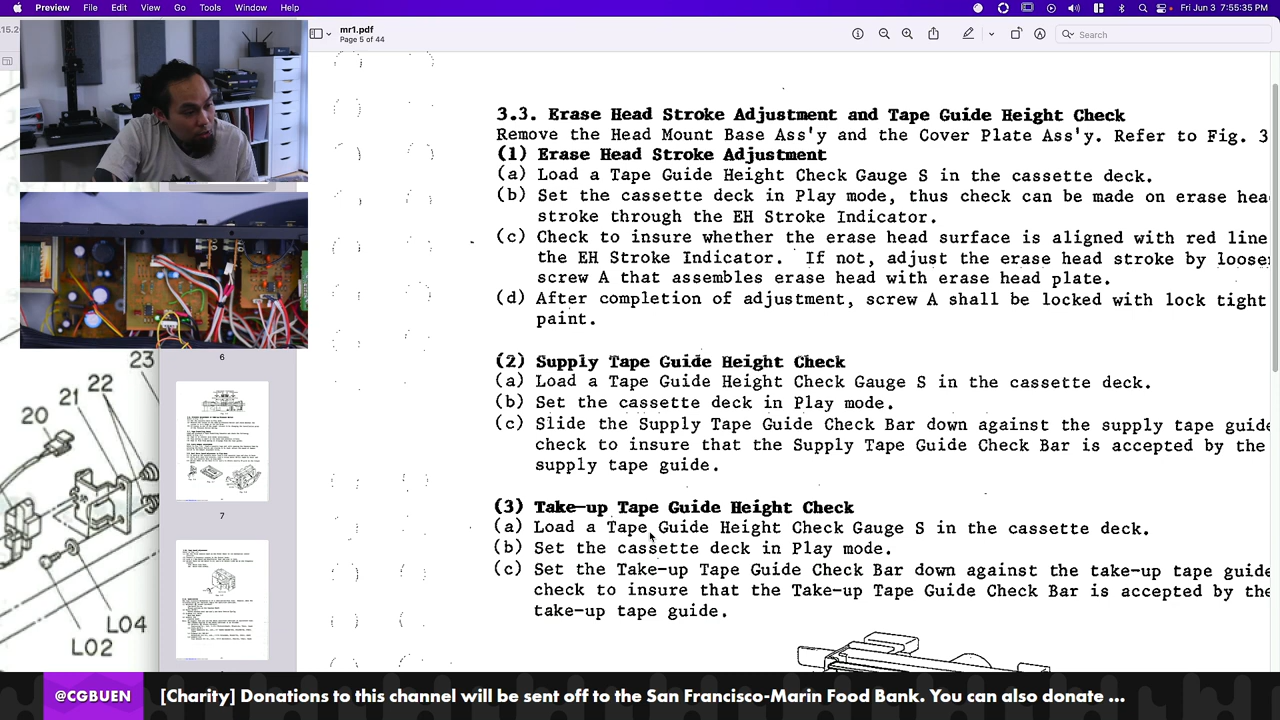 Preview File Edit View Go Tools Window Help
Fri Jun 3 7:55:35 PM
.15.2
mr1.pdf
Page 5 of 44
Search
3.3. Erase Head Stroke Adjustment and Tape Guide Height Check
Remove the Head Mount Base Ass'y and the Cover Plate Ass'y. Refer to Fig. 3
(1) Erase Head Stroke Adjustment
(a) Load a Tape Guide Height Check Gauge S in the cassette deck.
(b) Set the cassette deck in Play mode, thus check can be made on erase hea
stroke through the EH Stroke Indicator.
(c) Check to insure whether the erase head surface is aligned with red line
the EH Stroke Indicator. If not, adjust the erase head stroke by loose
screw A that assembles erase head with erase head plate.
(d) After completion of adjustment, screw A shall be locked with lock tight
paint.
(2) Supply Tape Guide Height Check
(a) Load a Tape Guide Height Check Gauge S in the cassette deck.
(b) Set the cassette deck in Play mode.
(c) Slide the Supply Tape Guide Check Bar down against the supply tape guide
check to insure that the Supply Tape Guide Check Bar is accepted by the
supply tape guide.
(3) Take-up Tape Guide Height Check
(a) Load a Tape Guide Height Check Gauge S in the cassette deck.
(b) Set the cassette deck in Play mode.
(c) Set the Take-up Tape Guide Check Bar down against the take-up tape guide
check to insure that the Take-up Tape Guide Check Bar is accepted by the
take-up tape guide.
6
7
23
22
21
20
L04
L02
@CGBUEN
[Charity] Donations to this channel will be sent off to the San Francisco-Marin Food Bank. You can also donate ...